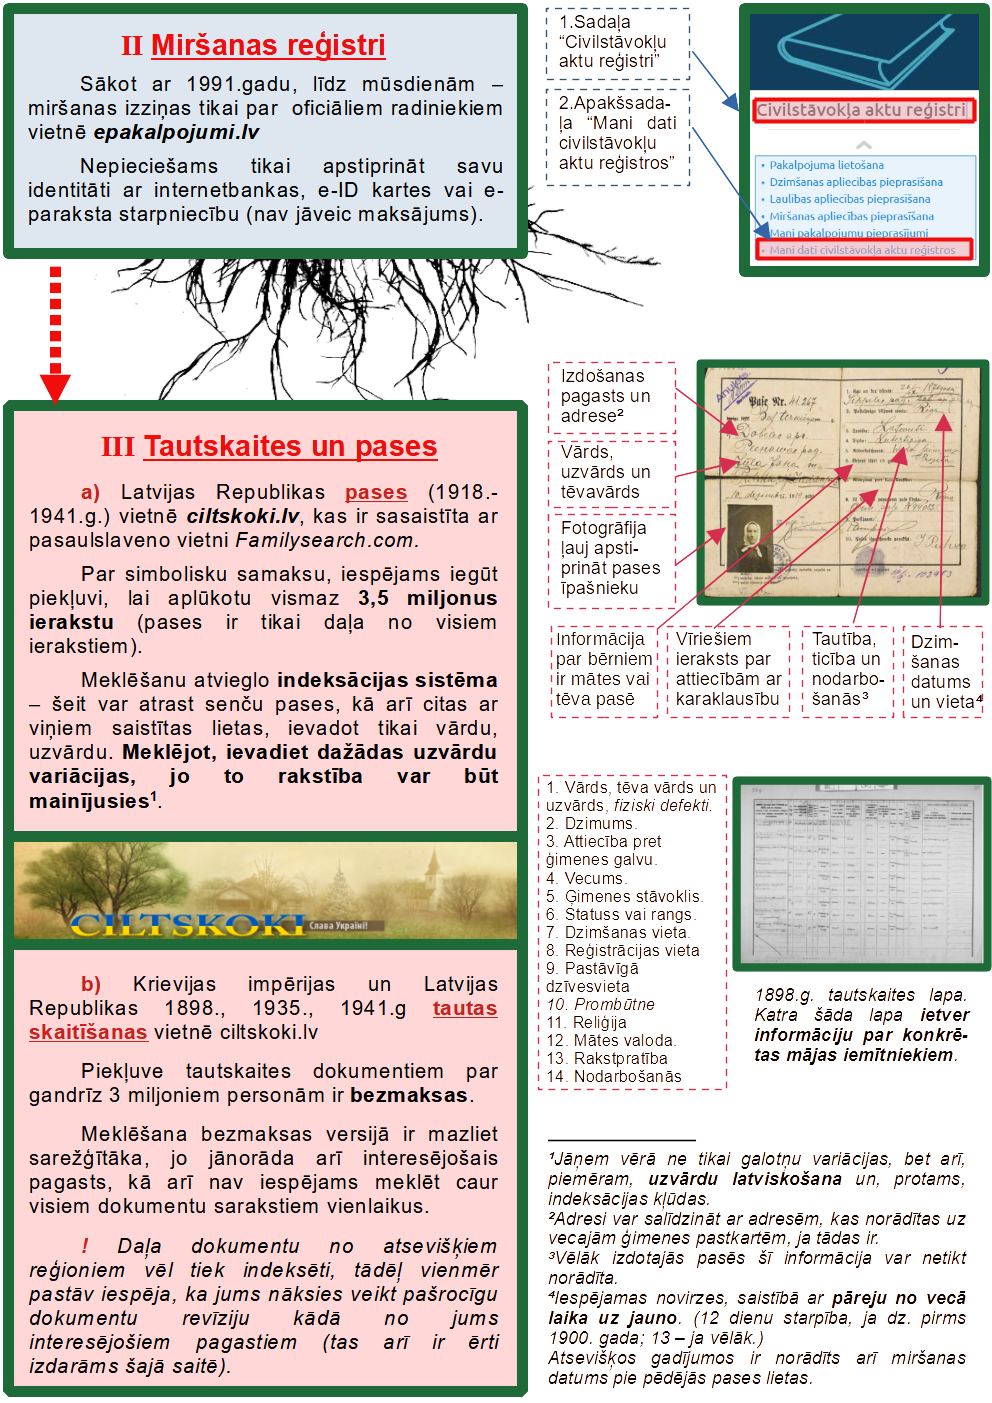 II Miršanas reģistri
Sākot ar 1991.gadu, līdz mūsdienām –
miršanas izziņas tikai par oficiāliem radiniekiem
vietnē epakalpojumi.lv
Nepieciešams tikai apstiprināt savu
identitāti ar internetbankas, e-ID kartes vai e-
paraksta starpniecību (nav jāveic maksājums).
1.Sadaļa
“Civilstāvokļu
aktu reģistri”
2.Apakšsada-
ļa “Mani dati
civilstāvokļu
aktu reģistros”
Civilstāvokļa aktu reģistri
• Pakalpojuma lietošana
• Dzimšanas apliecības pieprasīšana
• Laulības apliecības pieprasīšana
• Miršanas apliecības pieprasīšana
• Mani pakalpojumu pieprasījumi
• Mani dati civilstāvokļa aktu reģistros
III Tautskaites un pases
a) Latvijas Republikas pases (1918.-
1941.g.) vietnē ciltskoki.lv, kas ir sasaistīta ar
pasaulslaveno vietni Familysearch.com.
Par simbolisku samaksu, iespējams iegūt
piekļuvi, lai aplūkotu vismaz 3,5 miljonus
ierakstu (pases ir tikai daļa no visiem
ierakstiem).
Meklēšanu atvieglo indeksācijas sistēma
– šeit var atrast senču pases, kā arī citas ar
viņiem saistītas lietas, ievadot tikai vārdu,
uzvārdu. Meklējot, ievadiet dažādas uzvārdu
variācijas, jo to rakstība var būt
mainījusies¹.
CILTSKOKI
Слава Україні!
b) Krievijas impērijas un Latvijas
Republikas 1898., 1935., 1941.g tautas
skaitīšanas vietnē ciltskoki.lv
Piekļuve tautskaites dokumentiem par
gandrīz 3 miljoniem personām ir bezmaksas.
Meklēšana bezmaksas versijā ir mazliet
sarežģītāka, jo jānorāda arī interesējošais
pagasts, kā arī nav iespējams meklēt caur
visiem dokumentu sarakstiem vienlaikus.
! Daļa dokumentu no atsevišķiem
reģioniem vēl tiek indeksēti, tādēļ vienmēr
pastāv iespēja, ka jums nāksies veikt pašrocīgu
dokumentu revīziju kādā no jums
interesējošiem pagastiem (tas arī ir ērti
izdarāms šajā saitē).
Izdošanas
pagasts un
adrese²
Vārds,
uzvārds un
tēvavārds
Fotogrāfija
ļauj apsti-
prināt pases
īpašnieku
Pase Nr. 41.267
Informācija
par bērniem
ir mātes vai
tēva pasē
Vīriešiem
ieraksts par
attiecībām ar
karaklausību
Tautība,
ticība un
nodarbo-
šanās³
Dzim-
šanas
datums
un vieta⁴
1. Vārds, tēva vārds un
uzvārds, fiziski defekti.
2. Dzimums.
3. Attiecība pret
ģimenes galvu.
4. Vecums.
5. Ģimenes stāvoklis.
6. Statuss vai rangs.
7. Dzimšanas vieta.
8. Reģistrācijas vieta
9. Pastāvīgā
dzīvesvieta
10. Prombūtne
11. Reliģija
12. Mātes valoda.
13. Rakstpratība
14. Nodarbošanās
1898.g. tautskaites lapa.
Katra šāda lapa ietver
informāciju par konkrē-
tas mājas iemītniekiem.
¹Jāņem vērā ne tikai galotņu variācijas, bet arī,
piemēram, uzvārdu latviskošana un, protams,
indeksācijas kļūdas.
²Adresi var salīdzināt ar adresēm, kas norādītas uz
vecajām ģimenes pastkartēm, ja tādas ir.
³Vēlāk izdotajās pasēs šī informācija var netikt
norādīta.
⁴Iespējamas novirzes, saistībā ar pāreju no vecā
laika uz jauno. (12 dienu starpība, ja dz. pirms
1900. gada; 13 – ja vēlāk.)
Atsevišķos gadījumos ir norādīts arī miršanas
datums pie pēdējās pases lietas.